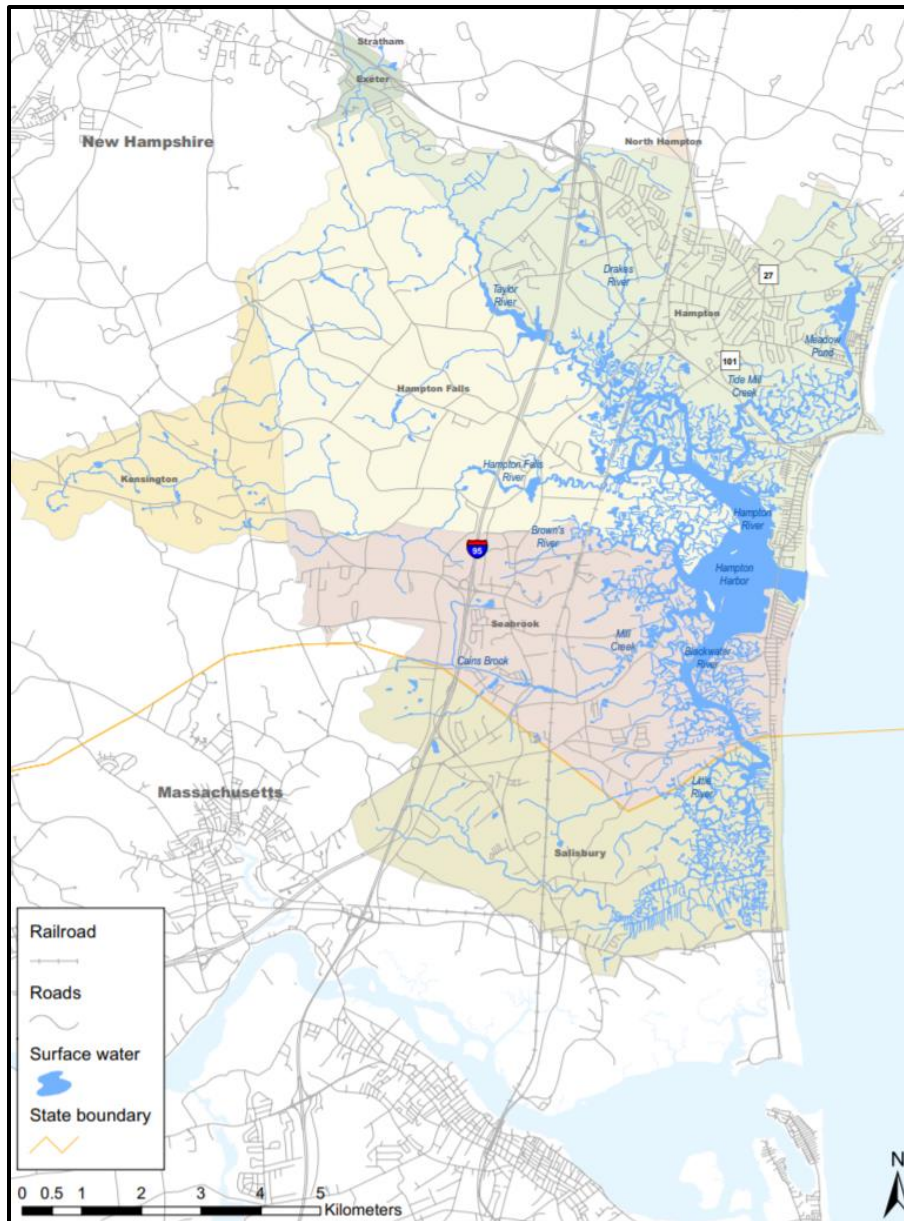 Stratham
Exeter
New Hampshire
North Hampton
27
Drakes
River
Taylor
River
Hampton
Meadow
Pond
101
Tide Mill
Creek
Hampton Falls
Kensington
Hampton Falls
River
Hampton
River
Brown's
River
95
Hampton
Harbor
Seabrook
Mill
Creek
Blackwater
River
Cains Brook
Massachusetts
Little
River
Salisbury
Railroad
Roads
Surface water
State boundary
N
0 0.5 1 2 3 4 5
Kilometers